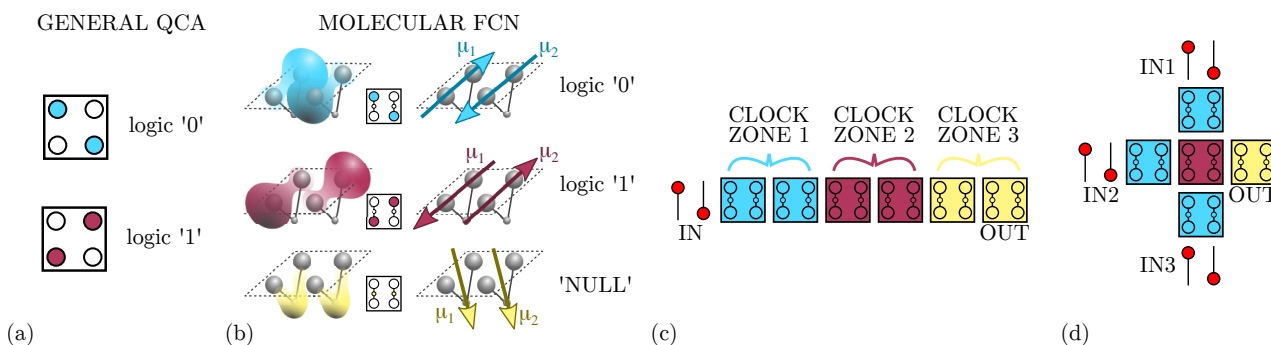 GENERAL QCA
logic '0'
logic '1'
(a)
MOLECULAR FCN
μ1 μ2
logic '0'
μ1 μ2
logic '1'
'NULL'
μ1 μ2
(b)
CLOCK ZONE 1
CLOCK ZONE 2
CLOCK ZONE 3
IN
OUT
(c)
IN1
IN2
OUT
IN3
(d)